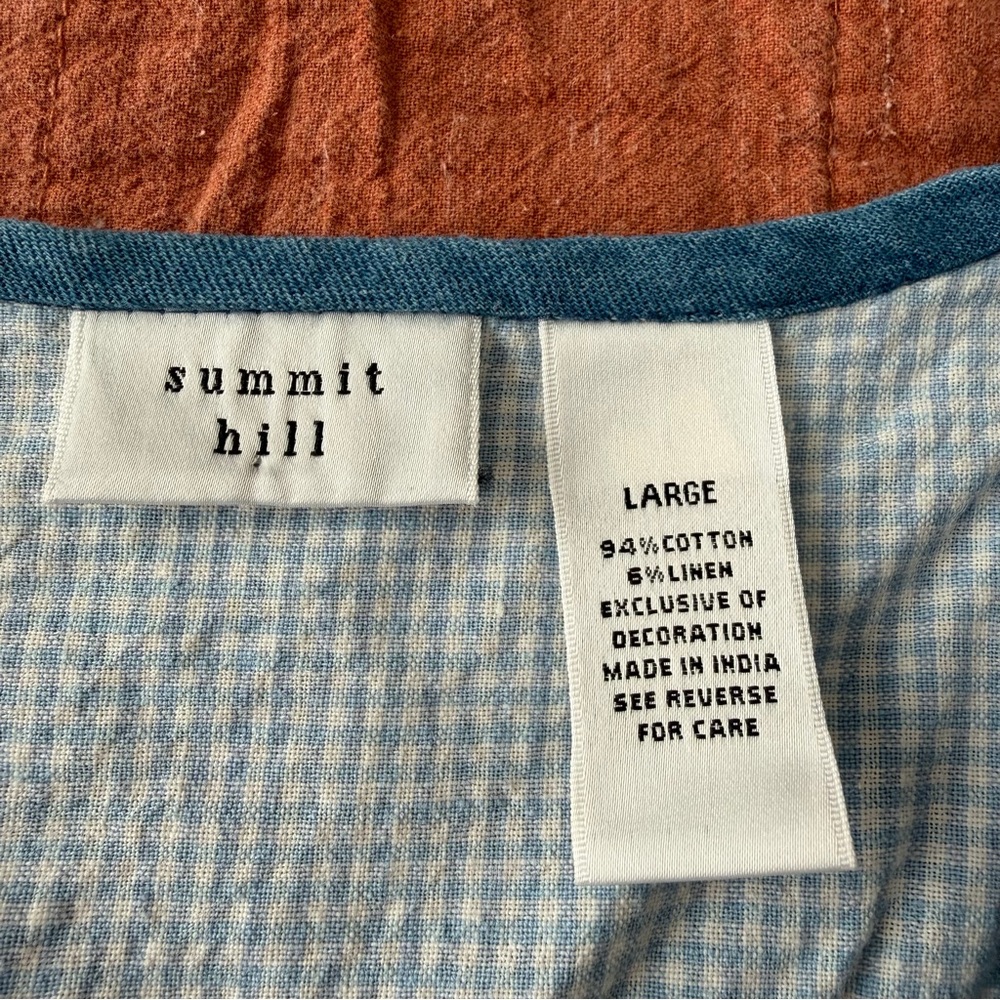 summit
hill
LARGE
94%COTTON
6%LINEN
EXCLUSIVE OF
DECORATION
MADE IN INDIA
SEE REVERSE
FOR CARE